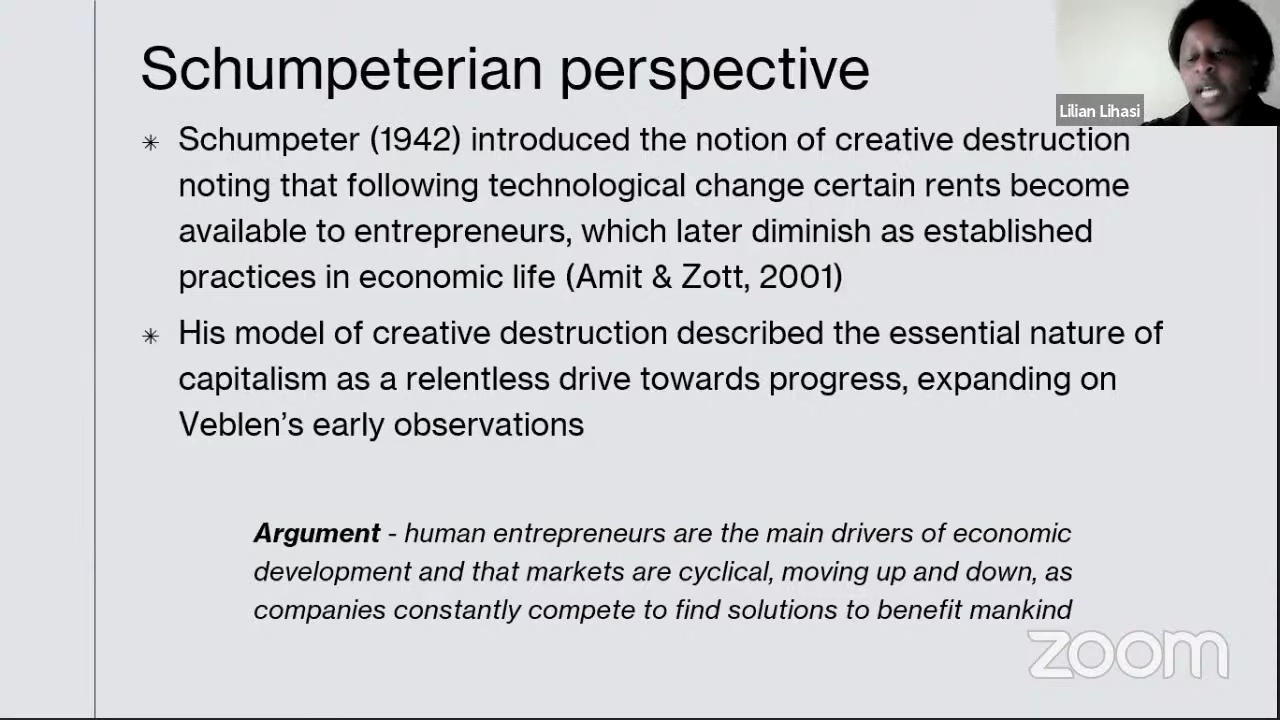 Schumpeterian perspective
Lilian Lihasi
✳ Schumpeter (1942) introduced the notion of creative destruction
noting that following technological change certain rents become
available to entrepreneurs, which later diminish as established
practices in economic life (Amit & Zott, 2001)
✳ His model of creative destruction described the essential nature of
capitalism as a relentless drive towards progress, expanding on
Veblen’s early observations
Argument - human entrepreneurs are the main drivers of economic
development and that markets are cyclical, moving up and down, as
companies constantly compete to find solutions to benefit mankind
zoom